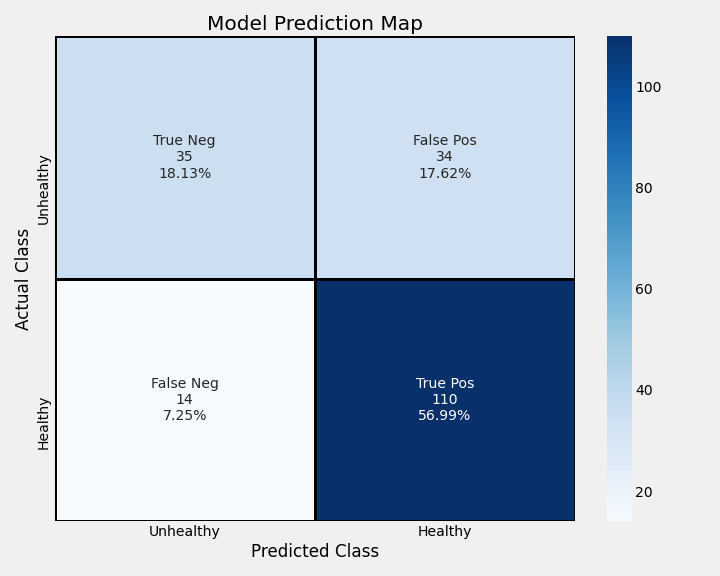 Model Prediction Map
True Neg
35
18.13%
False Pos
34
17.62%
False Neg
14
7.25%
True Pos
110
56.99%
Unhealthy
Healthy
Actual Class
Unhealthy
Healthy
Predicted Class
100
80
60
40
20